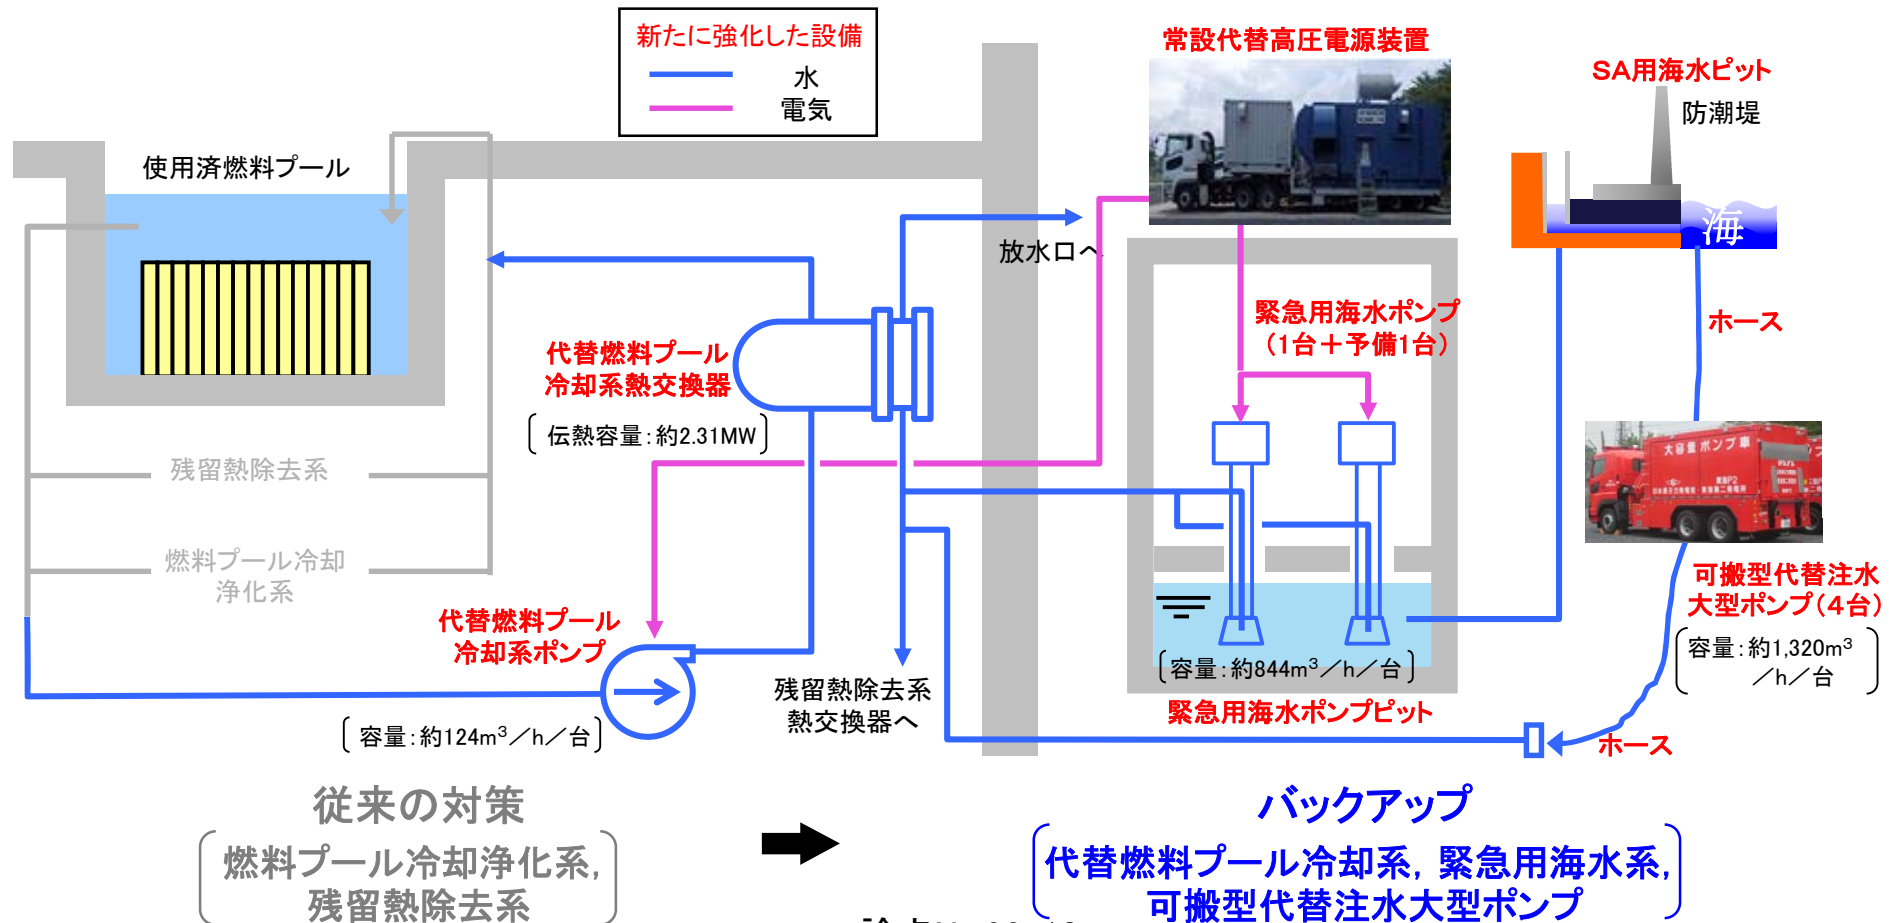 新たに強化した設備
水
電気
常設代替高圧電源装置
SA用海水ピット
防潮堤
使用済燃料プール
海
放水口へ
緊急用海水ポンプ
(1台＋予備1台)
ホース
代替燃料プール
冷却系熱交換器
伝熱容量：約2.31MW
大容量ポンプ車
残留熱除去系
燃料プール冷却
浄化系
可搬型代替注水
大型ポンプ(4台)
容量：約1,320m³
／h／台
代替燃料プール
冷却系ポンプ
容量：約844m³／h／台
残留熱除去系
熱交換器へ
緊急用海水ポンプピット
容量：約124m³／h／台
ホース
従来の対策
燃料プール冷却浄化系，
残留熱除去系
バックアップ
代替燃料プール冷却系，緊急用海水系，
可搬型代替注水大型ポンプ